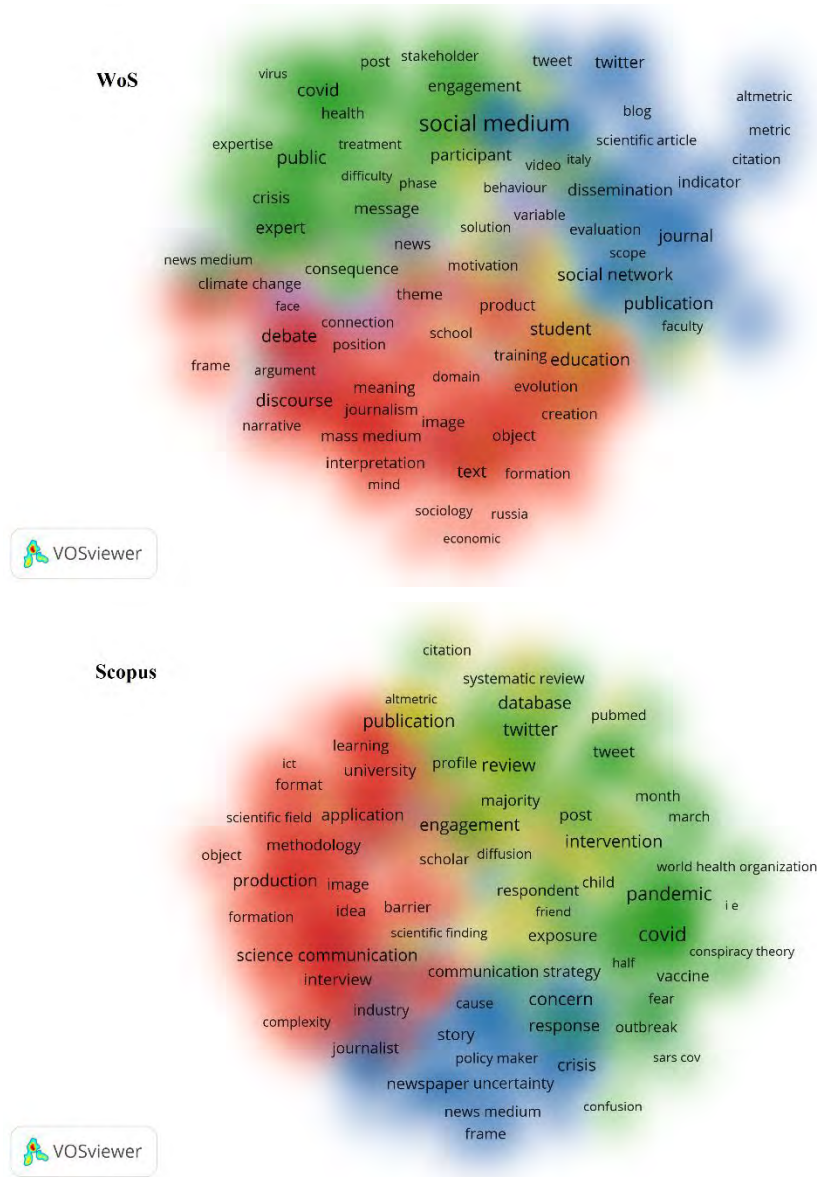 WoS
post stakeholder tweet twitter
virus covid engagement altmetric
health social medium blog metric
expertise public treatment participant scientific article citation
difficulty phase video italy dissemination indicator
crisis message behaviour variable
expert news solution evaluation journal
news medium consequence motivation scope
climate change theme social network
face connection product publication
debate position school student faculty
frame argument training education
meaning domain evolution
discourse journalism image creation
narrative mass medium object
interpretation text formation
mind
sociology russia
economic
VOSviewer
Scopus
citation
systematic review
altmetric database
publication twitter pubmed
learning tweet
ict university profile review
format majority month
scientific field application engagement post march
methodology intervention
object scholar diffusion world health organization
production image respondent child pandemic
formation idea barrier friend i e
scientific finding exposure covid
science communication conspiracy theory
interview communication strategy half vaccine
industry cause concern fear
complexity story response outbreak
journalist policy maker crisis sars cov
newspaper uncertainty
news medium confusion
frame
VOSviewer